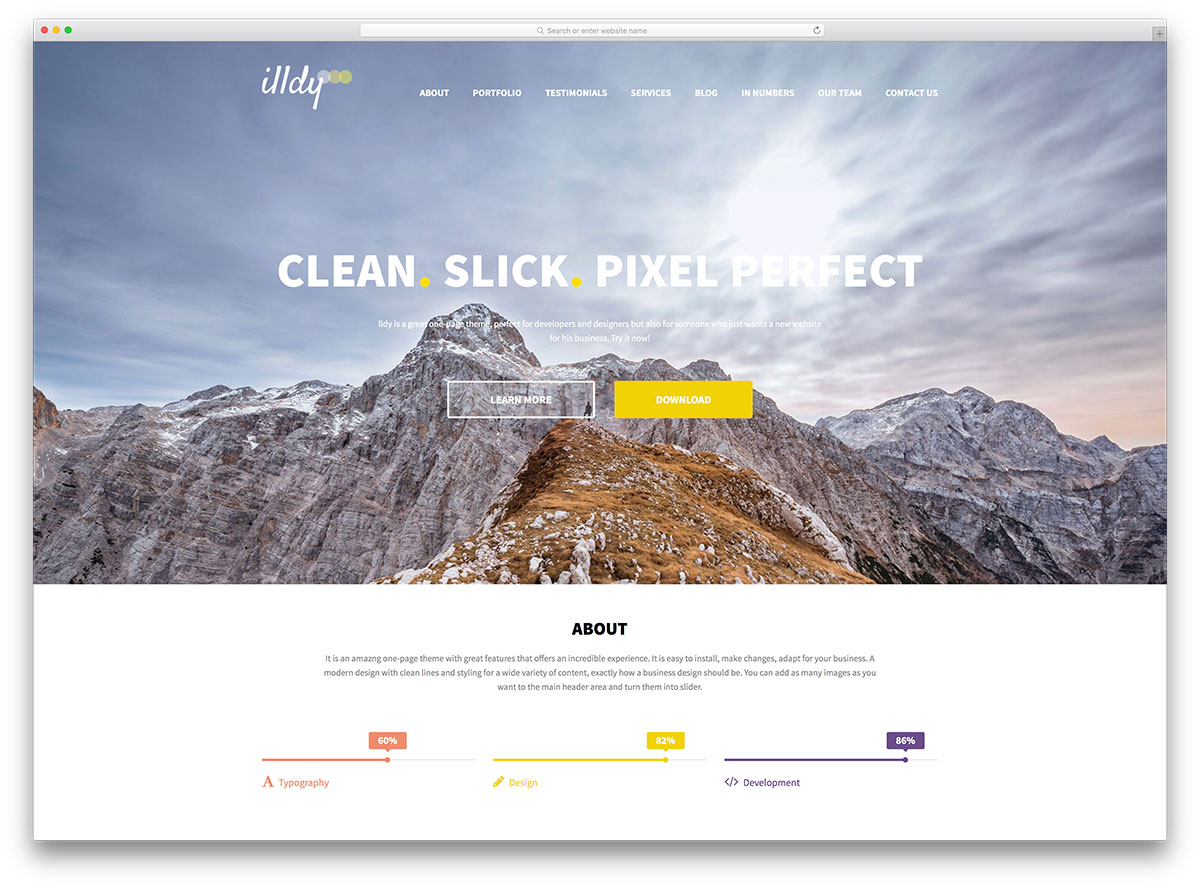 Search or enter website name
illdy
ABOUT PORTFOLIO TESTIMONIALS SERVICES BLOG IN NUMBERS OUR TEAM CONTACT US
CLEAN. SLICK. PIXEL PERFECT
lldy is a great one-page theme, perfect for developers and designers but also for someone who just wants a new website
for his business. Try it now!
LEARN MORE DOWNLOAD
ABOUT
It is an amazng one-page theme with great features that offers an incredible experience. It is easy to install, make changes, adapt for your business. A
modern design with clean lines and styling for a wide variety of content, exactly how a business design should be. You can add as many images as you
want to the main header area and turn them into slider.
60% 82% 86%
Typography Design Development